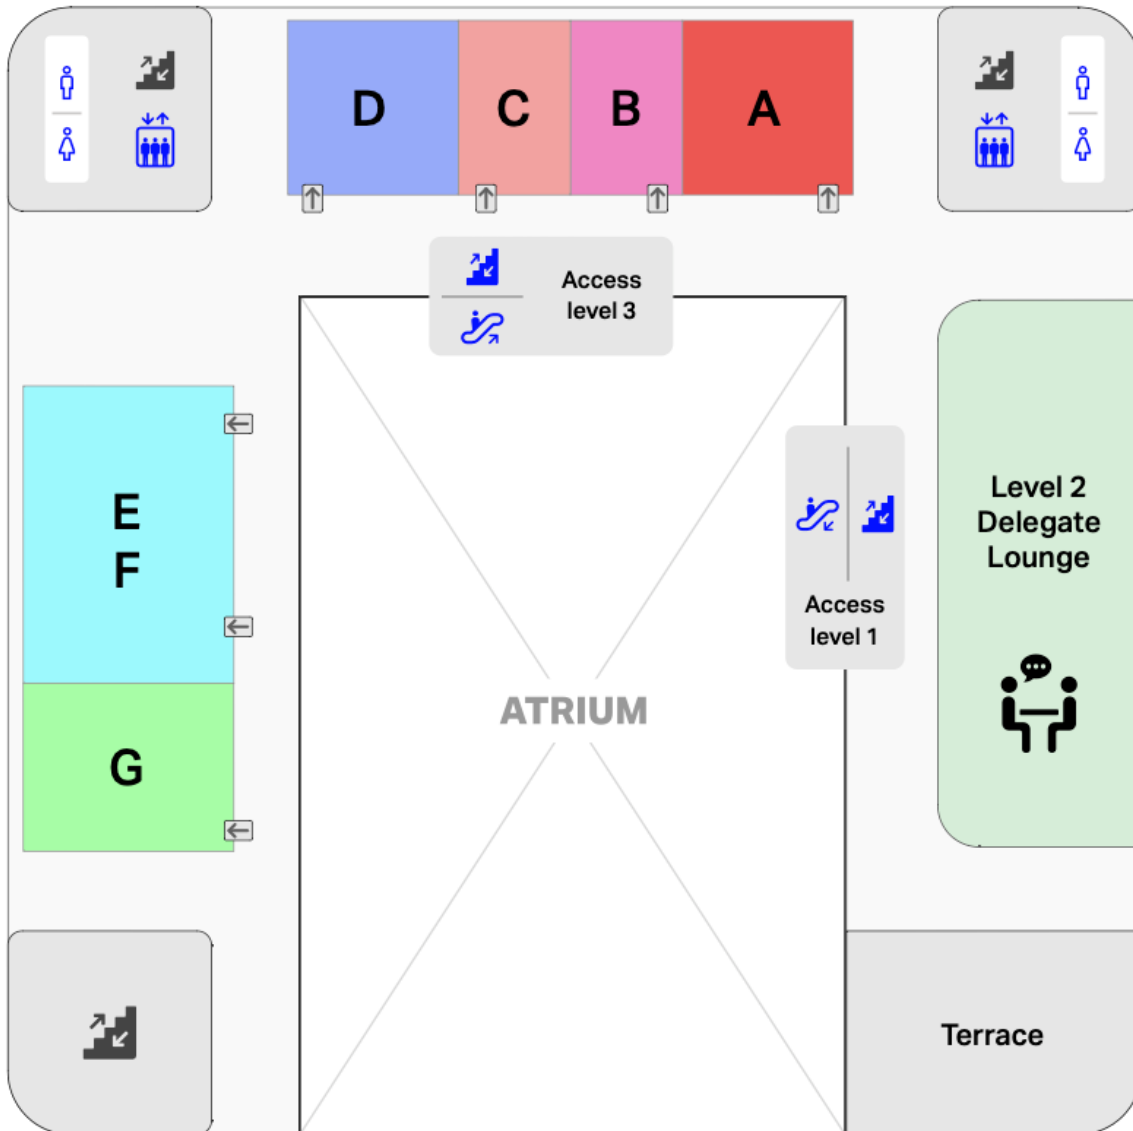 D C B A
Access
level 3
E
F
Level 2
Delegate
Lounge
Access
level 1
ATRIUM
G
Terrace